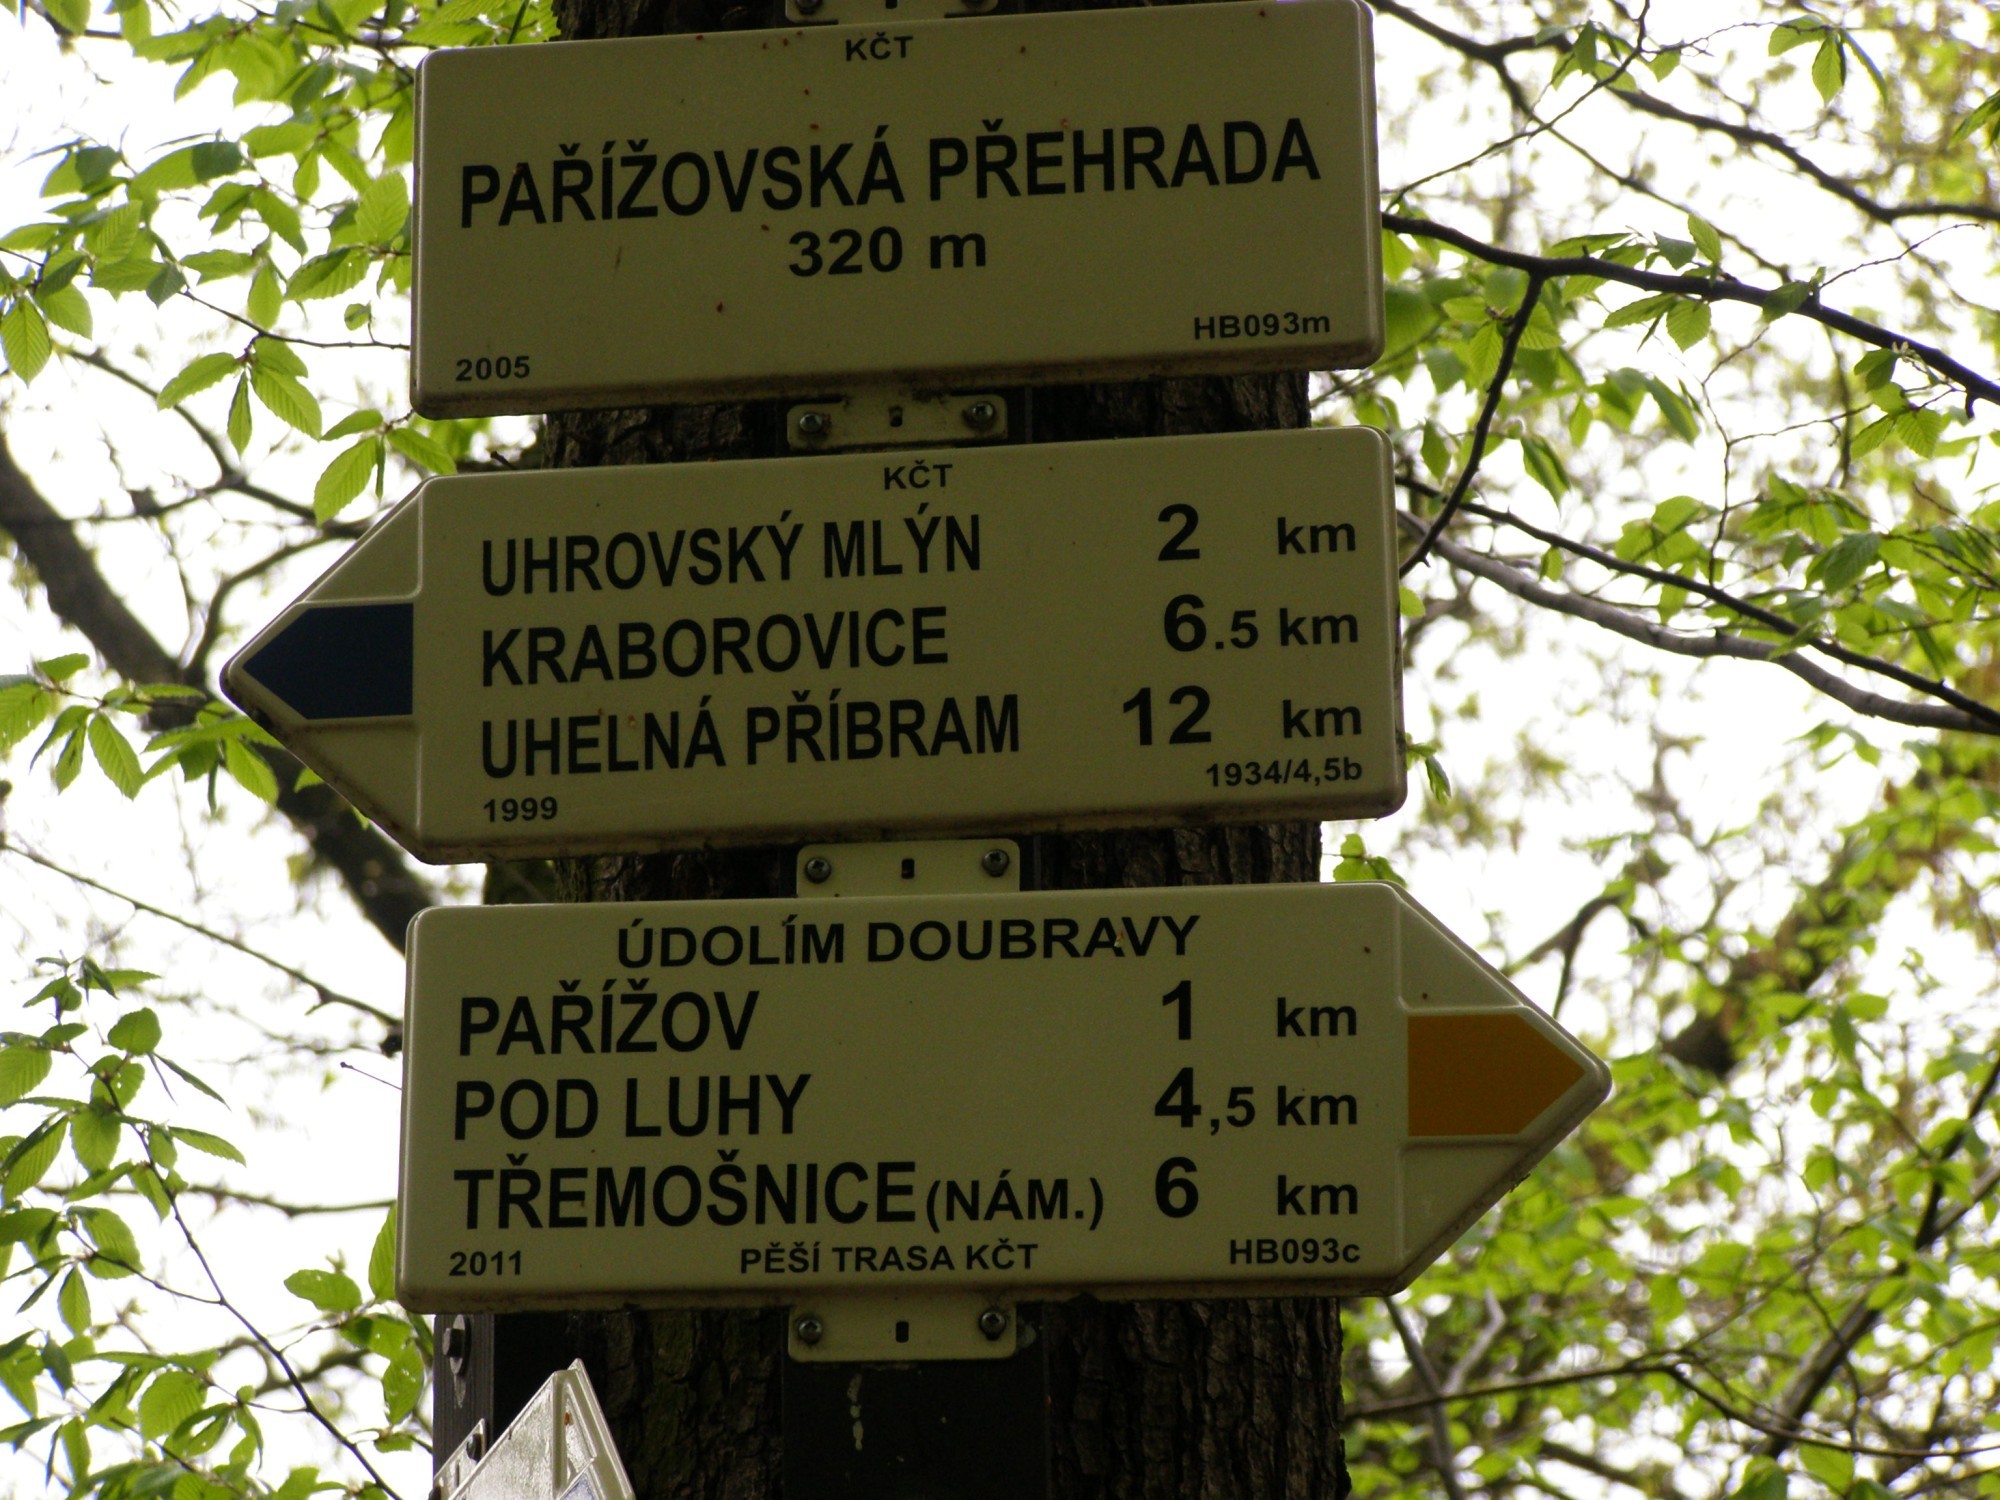 KČT
PAŘÍŽOVSKÁ PŘEHRADA
320 m
2005 HB093m
KČT
UHROVSKÝ MLÝN 2 km
KRABOROVICE 6.5 km
UHELNÁ PŘÍBRAM 12 km
1999 1934/4,5b
ÚDOLÍM DOUBRAVY
PAŘÍŽOV 1 km
POD LUHY 4,5 km
TŘEMOŠNICE (NÁM.) 6 km
2011 PĚŠÍ TRASA KČT HB093c